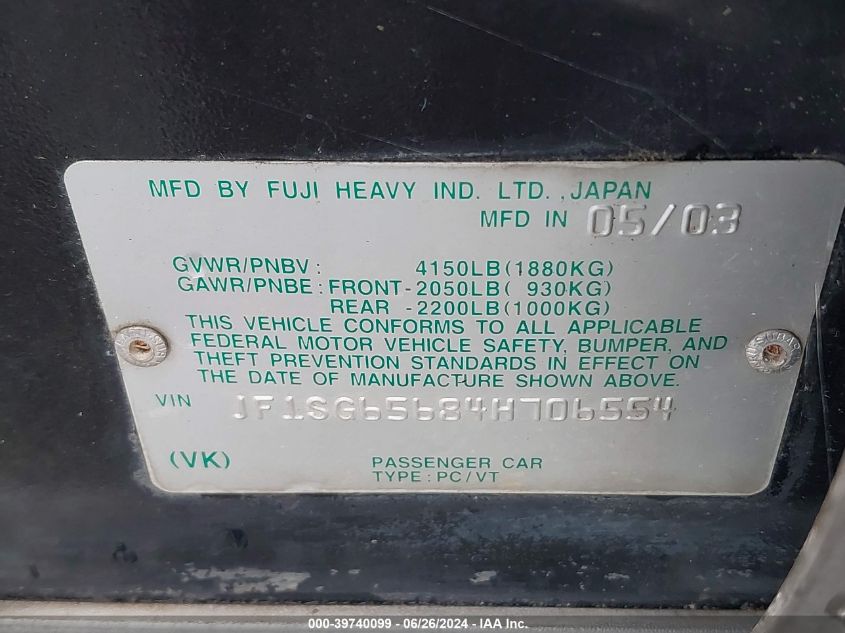 MFD BY FUJI HEAVY IND. LTD., JAPAN
MFD IN 05/03
GVWR/PNBV: 4150LB(1880KG)
GAWR/PNBE: FRONT-2050LB( 930KG)
REAR -2200LB(1000KG)
THIS VEHICLE CONFORMS TO ALL APPLICABLE
FEDERAL MOTOR VEHICLE SAFETY, BUMPER, AND
THEFT PREVENTION STANDARDS IN EFFECT ON
THE DATE OF MANUFACTURE SHOWN ABOVE.
VIN JF1SG65684H706554
(VK) PASSENGER CAR
TYPE: PC/VT
000-39740099 - 06/26/2024 - IAA Inc.